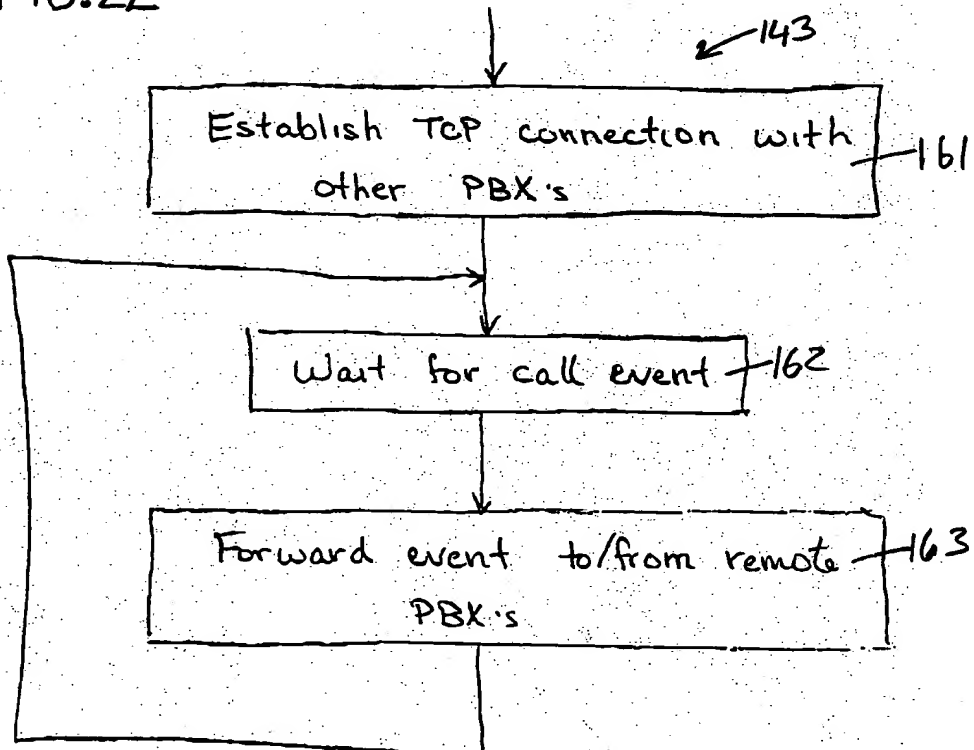 143
Establish TCP connection with
other PBX's
161
Wait for call event
162
Forward event to/from remote
PBX's
163